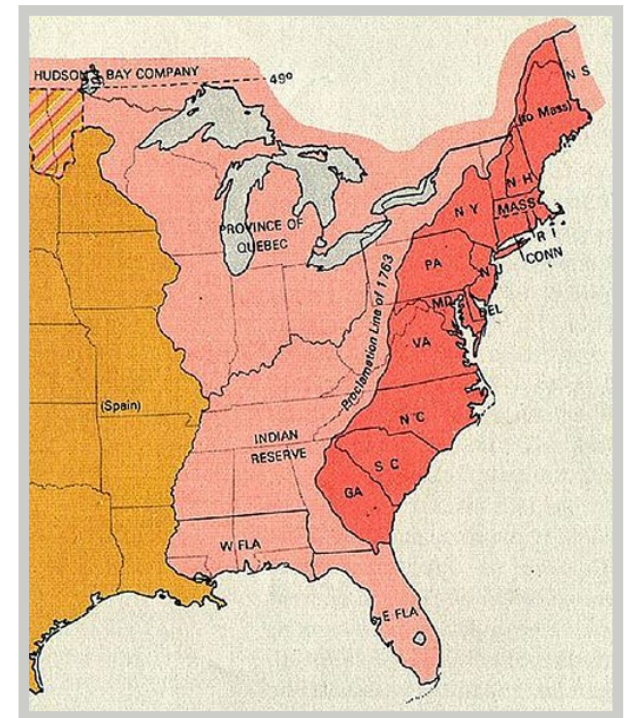 HUDSON'S BAY COMPANY
49º
N S
(to Mass)
N H
N Y
MASS
R I
CONN
PROVINCE OF
QUEBEC
PA
N J
MD
DEL
Proclamation Line of 1763
VA
(Spain)
N C
INDIAN
RESERVE
S C
GA
W FLA
E FLA